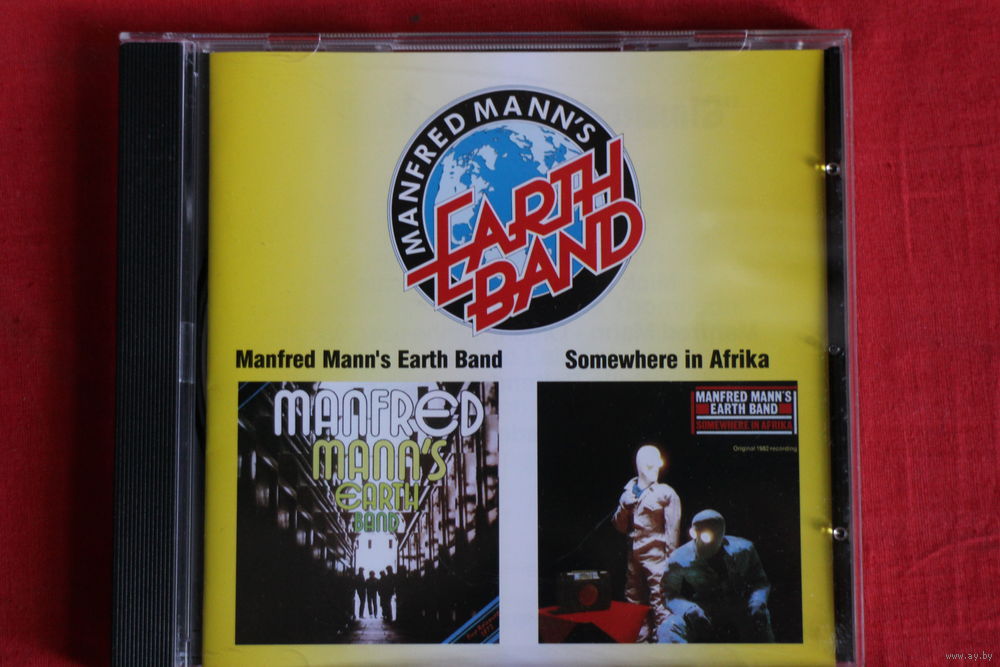 MANFRED MANN'S
EARTH
BAND
Manfred Mann's Earth Band
Somewhere in Afrika
MANFRED
MANN'S
EARTH
BAND
MANFRED MANN'S
EARTH BAND
SOMEWHERE IN AFRIKA
Original 1982 recording
www.ay.by